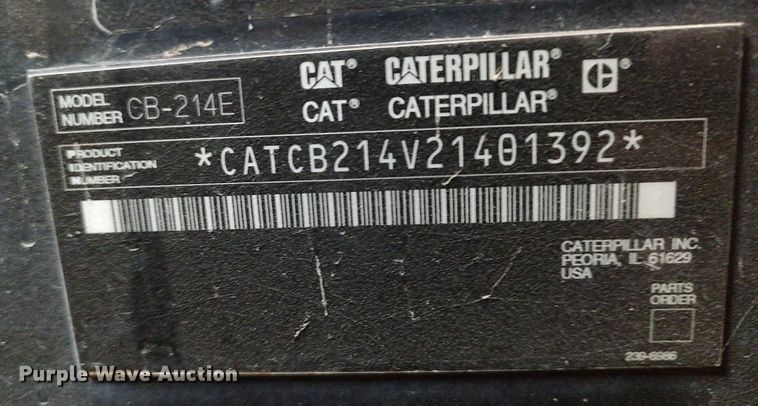 CAT® CATERPILLAR® C®
CAT® CATERPILLAR®
MODEL NUMBER CB-214E
PRODUCT
IDENTIFICATION
NUMBER
*CATCB214V21401392*
CATERPILLAR INC.
PEORIA, IL 61629
USA
PARTS
ORDER
239-6986
Purple Wave Auction®